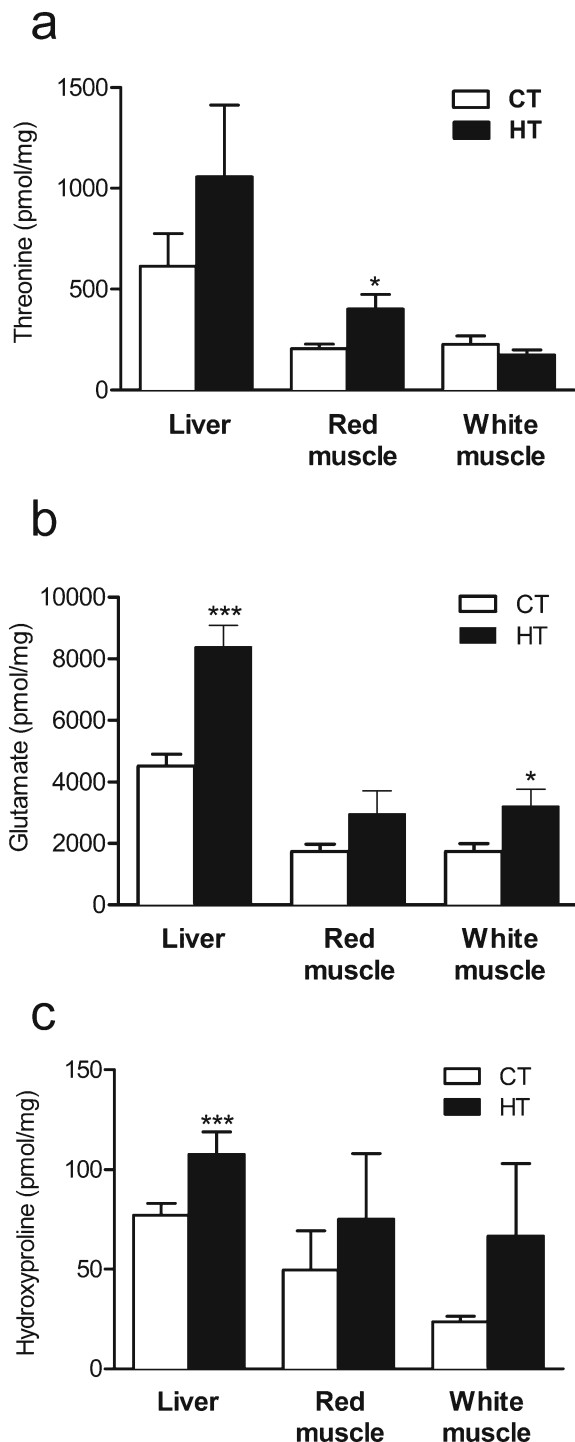 a
Threonine (pmol/mg)
1500
1000
500
0
CT
HT
*
Liver
Red
muscle
White
muscle
b
Glutamate (pmol/mg)
10000
8000
6000
4000
2000
0
CT
HT
***
*
Liver
Red
muscle
White
muscle
c
Hydroxyproline (pmol/mg)
150
100
50
0
CT
HT
***
Liver
Red
muscle
White
muscle